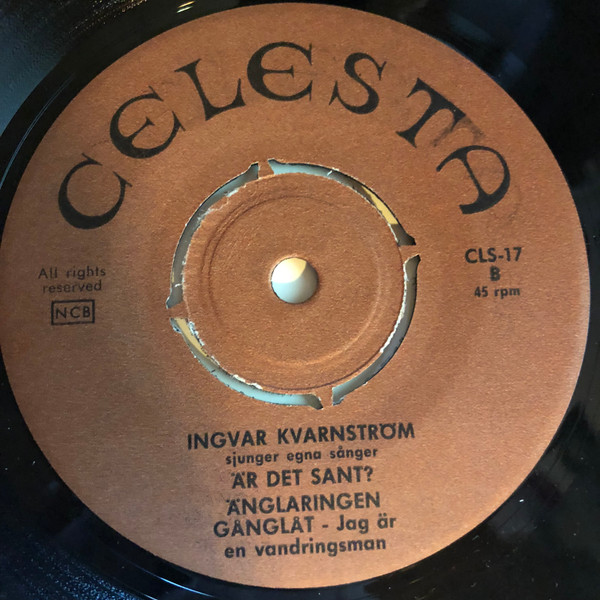 CELESTA
All rights
reserved
NCB
CLS-17
B
45 rpm
INGVAR KVARNSTRÖM
sjunger egna sånger
ÄR DET SANT?
ÄNGLARINGEN
GÅNGLÅT - Jag är
en vandringsman